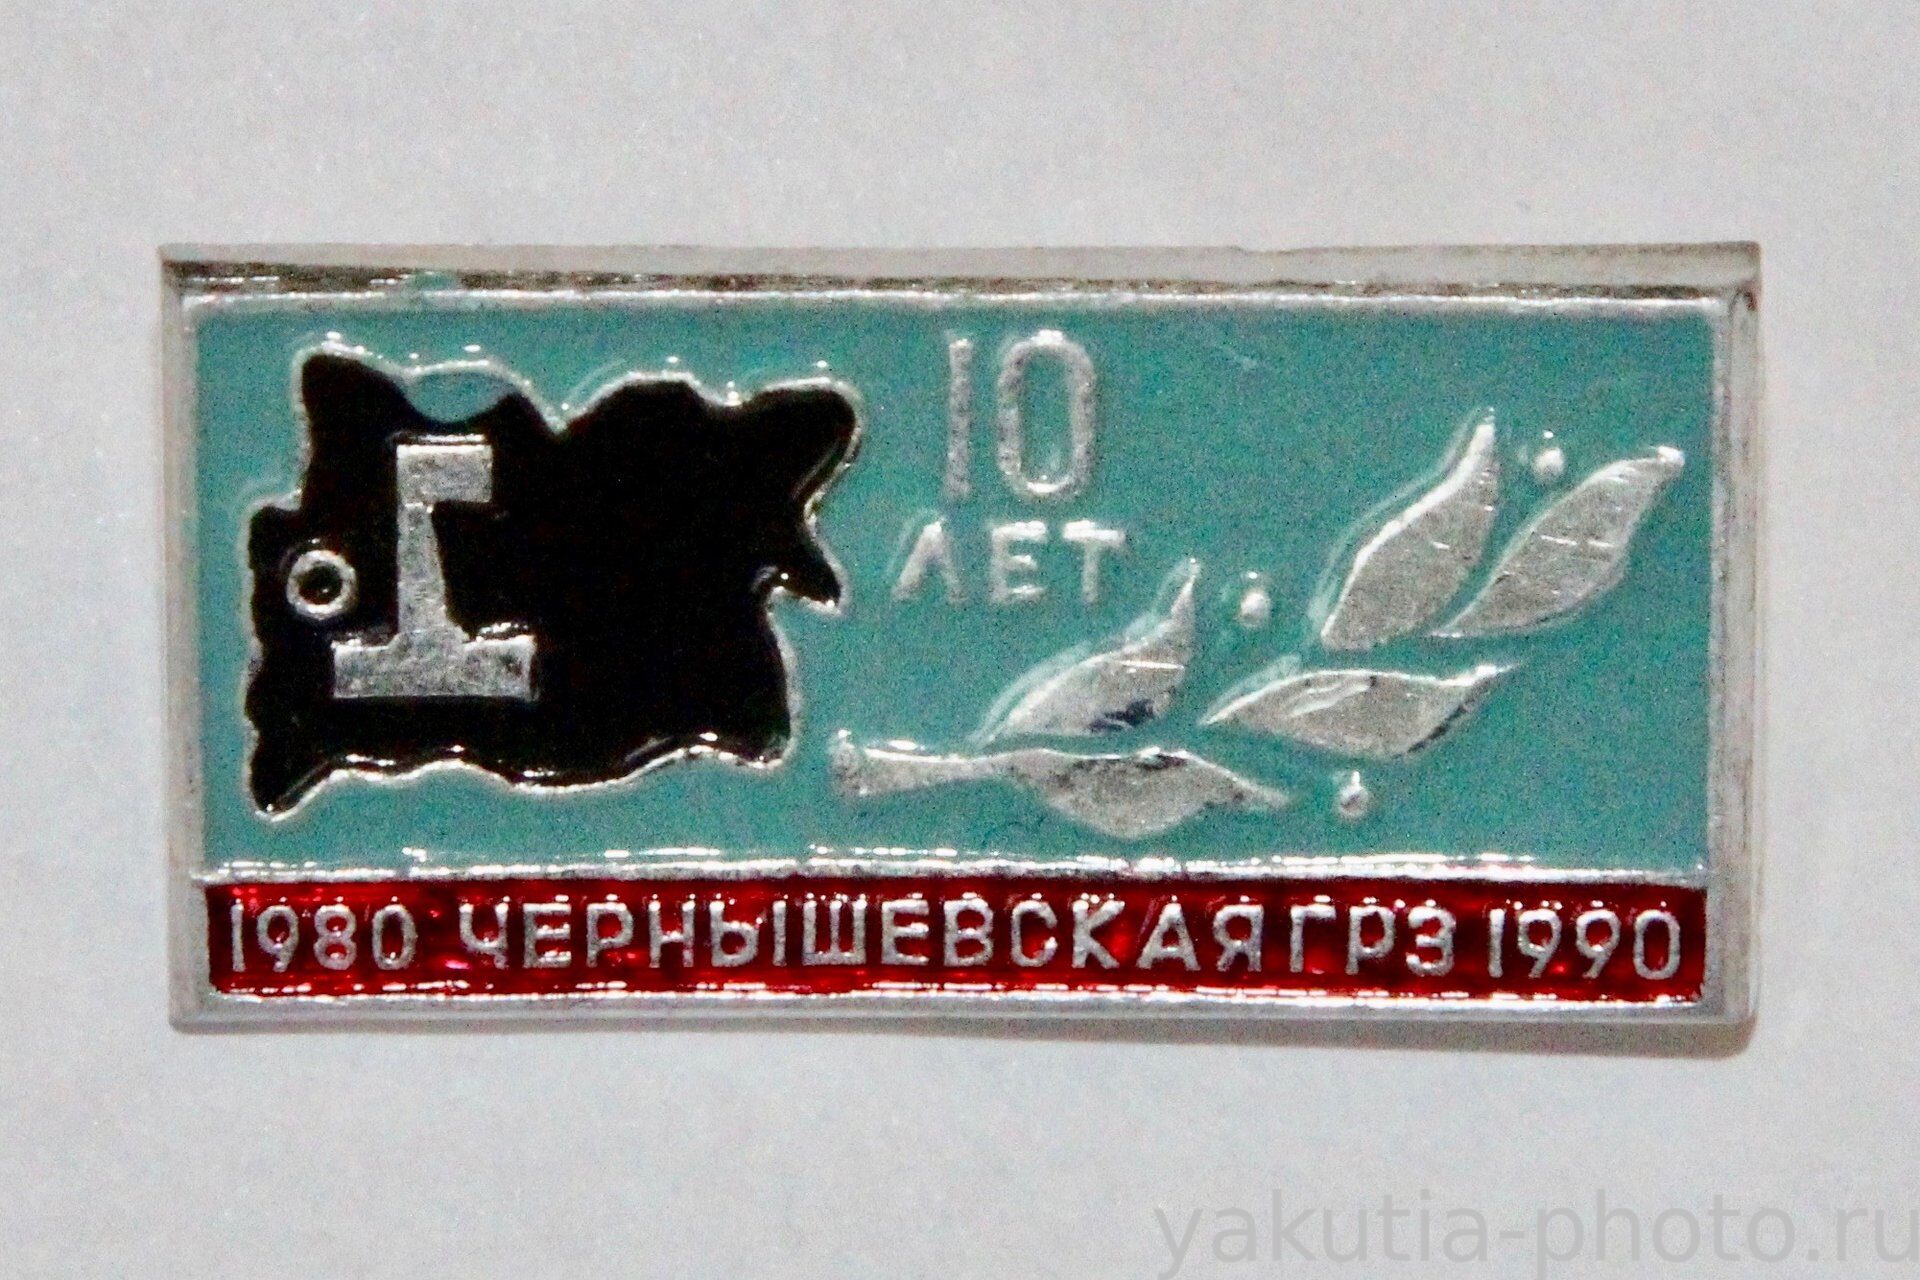 10
ЛЕТ
1980 ЧЕРНЫШЕВСКАЯ ГРЭ 1990
yakutia-photo.ru